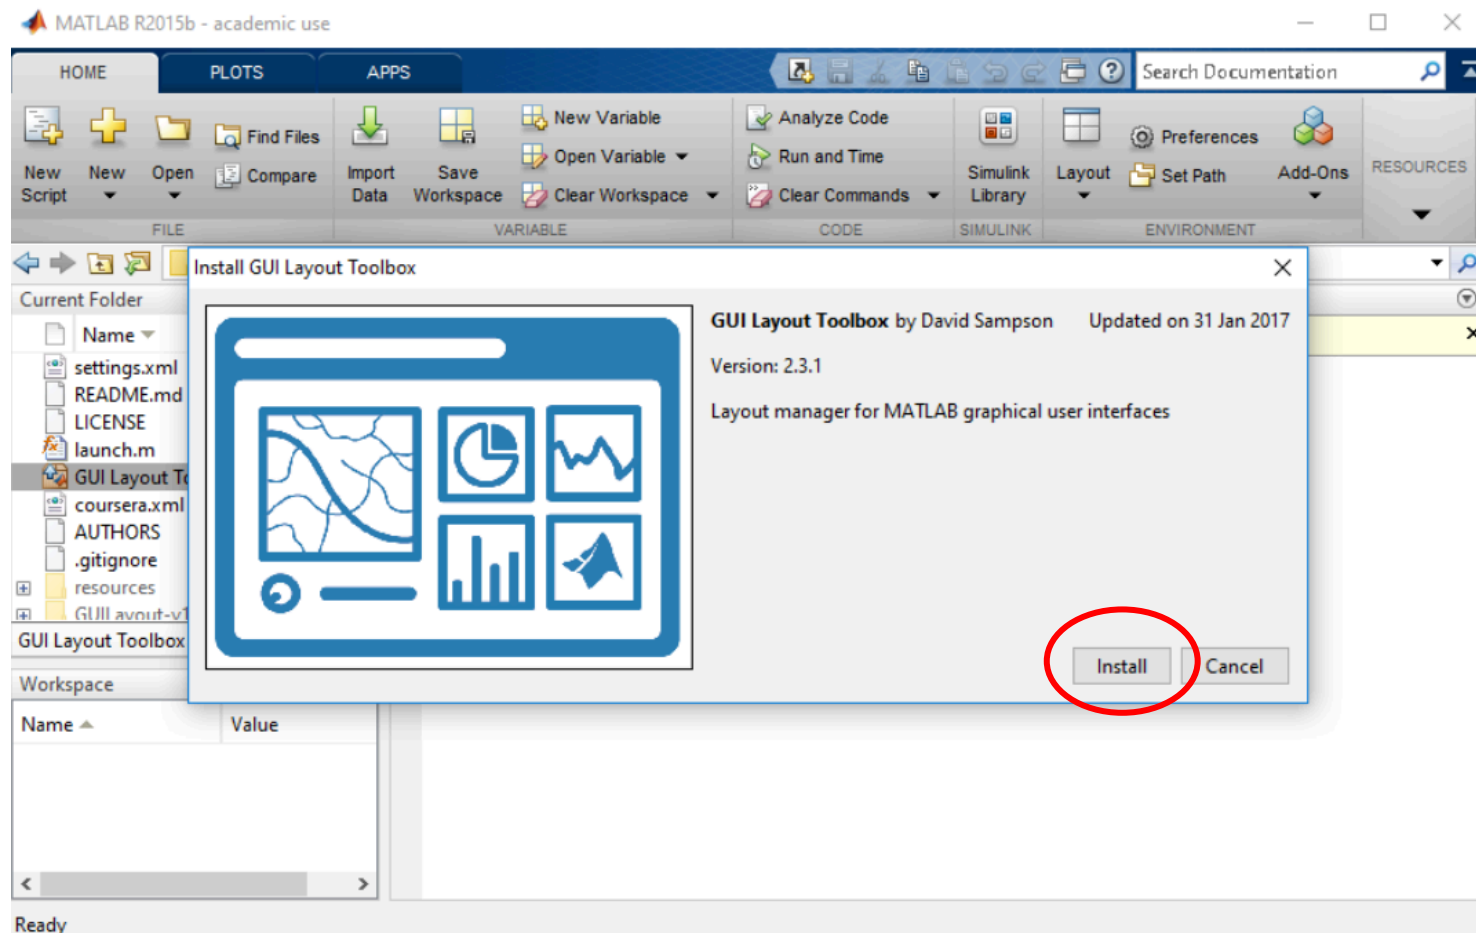 MATLAB R2015b - academic use
HOME PLOTS APPS
Search Documentation
New Script
New
Open
Find Files
Compare
Import Data
Save Workspace
New Variable
Open Variable
Clear Workspace
Analyze Code
Run and Time
Clear Commands
Simulink Library
Layout
Preferences
Set Path
Add-Ons
RESOURCES
FILE VARIABLE CODE SIMULINK ENVIRONMENT
Install GUI Layout Toolbox
Current Folder
Name
settings.xml
README.md
LICENSE
launch.m
GUI Layout To
coursera.xml
AUTHORS
.gitignore
resources
GUILayout-v1
GUI Layout Toolbox
GUI Layout Toolbox by David Sampson Updated on 31 Jan 2017
Version: 2.3.1
Layout manager for MATLAB graphical user interfaces
Install Cancel
Workspace
Name Value
Ready